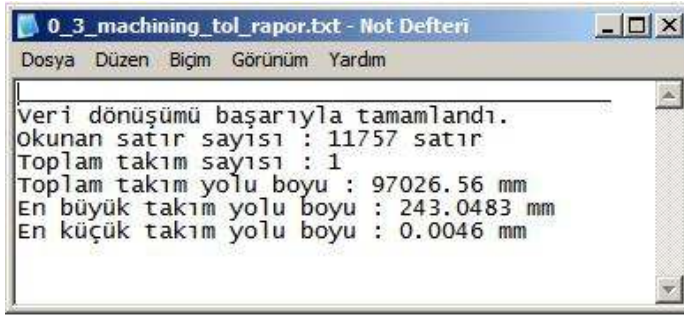 0_3_machining_tol_rapor.txt - Not Defteri
Dosya Düzen Biçim Görünüm Yardım
Veri dönüşümü başarıyla tamamlandı.
Okunan satır sayısı : 11757 satır
Toplam takım sayısı : 1
Toplam takım yolu boyu : 97026.56 mm
En büyük takım yolu boyu : 243.0483 mm
En küçük takım yolu boyu : 0.0046 mm